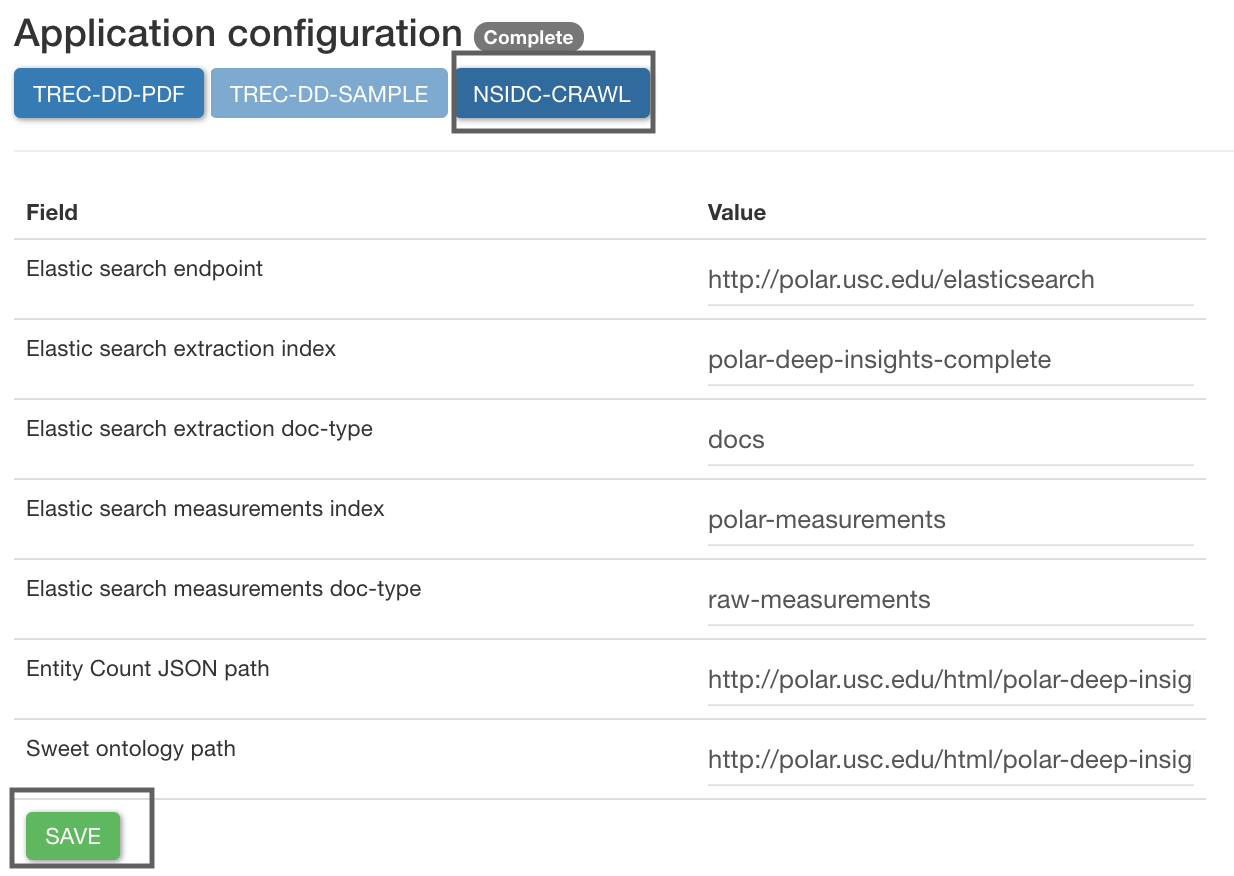 Application configuration Complete
TREC-DD-PDF TREC-DD-SAMPLE NSIDC-CRAWL
Field Value
Elastic search endpoint http://polar.usc.edu/elasticsearch
Elastic search extraction index polar-deep-insights-complete
Elastic search extraction doc-type docs
Elastic search measurements index polar-measurements
Elastic search measurements doc-type raw-measurements
Entity Count JSON path http://polar.usc.edu/html/polar-deep-insig
Sweet ontology path http://polar.usc.edu/html/polar-deep-insig
SAVE